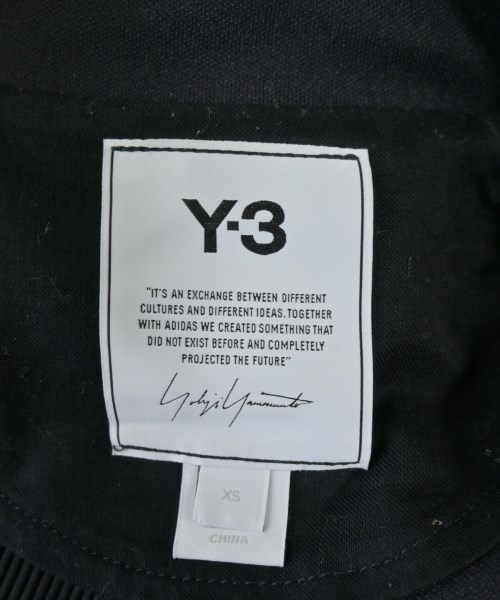 Y-3
"IT'S AN EXCHANGE BETWEEN DIFFERENT
CULTURES AND DIFFERENT IDEAS. TOGETHER
WITH ADIDAS WE CREATED SOMETHING THAT
DID NOT EXIST BEFORE AND COMPLETELY
PROJECTED THE FUTURE"
Yohji Yamamoto
XS
CHINA